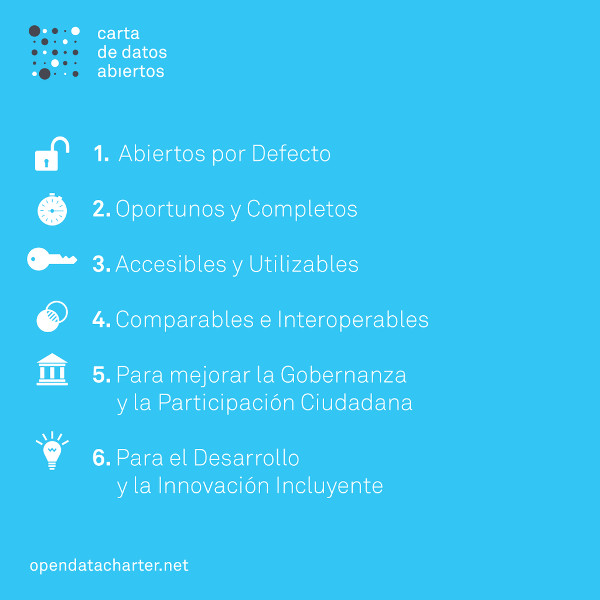 carta
de datos
abiertos
1. Abiertos por Defecto
2. Oportunos y Completos
3. Accesibles y Utilizables
4. Comparables e Interoperables
5. Para mejorar la Gobernanza
y la Participación Ciudadana
6. Para el Desarrollo
y la Innovación Incluyente
opendatacharter.net